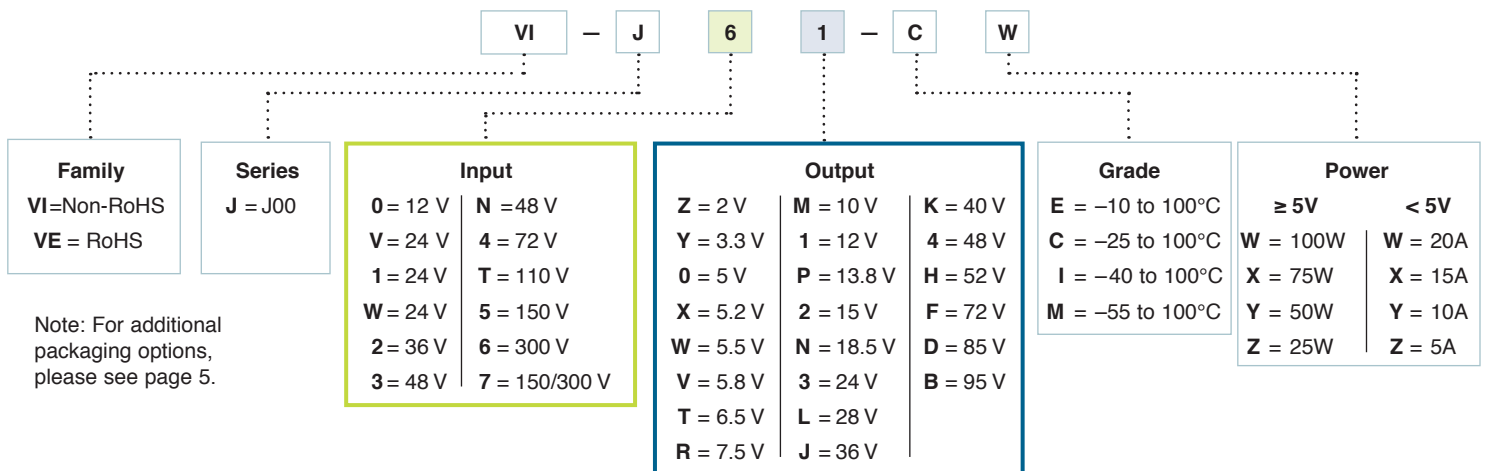 VI – J 6 1 – C W
Family
VI =Non-RoHS
VE = RoHS
Series
J = J00
Input
0 = 12 V N =48 V
V = 24 V 4 = 72 V
1 = 24 V T = 110 V
W = 24 V 5 = 150 V
2 = 36 V 6 = 300 V
3 = 48 V 7 = 150/300 V
Output
Z = 2 V M = 10 V K = 40 V
Y = 3.3 V 1 = 12 V 4 = 48 V
0 = 5 V P = 13.8 V H = 52 V
X = 5.2 V 2 = 15 V F = 72 V
W = 5.5 V N = 18.5 V D = 85 V
V = 5.8 V 3 = 24 V B = 95 V
T = 6.5 V L = 28 V
R = 7.5 V J = 36 V
Grade
E = –10 to 100°C
C = –25 to 100°C
I = –40 to 100°C
M = –55 to 100°C
Power
≥ 5V < 5V
W = 100W W = 20A
X = 75W X = 15A
Y = 50W Y = 10A
Z = 25W Z = 5A
Note: For additional
packaging options,
please see page 5.